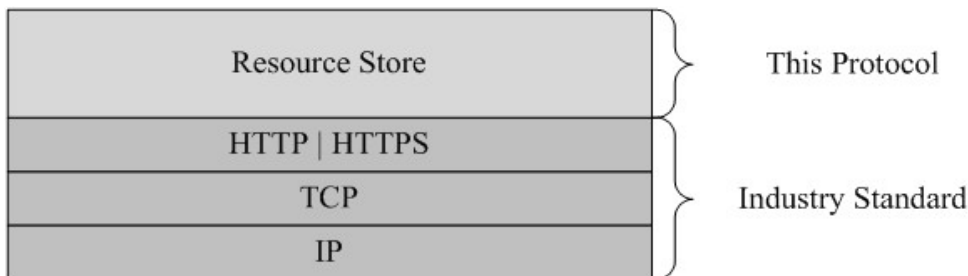 Resource Store
This Protocol
HTTP | HTTPS
TCP
Industry Standard
IP